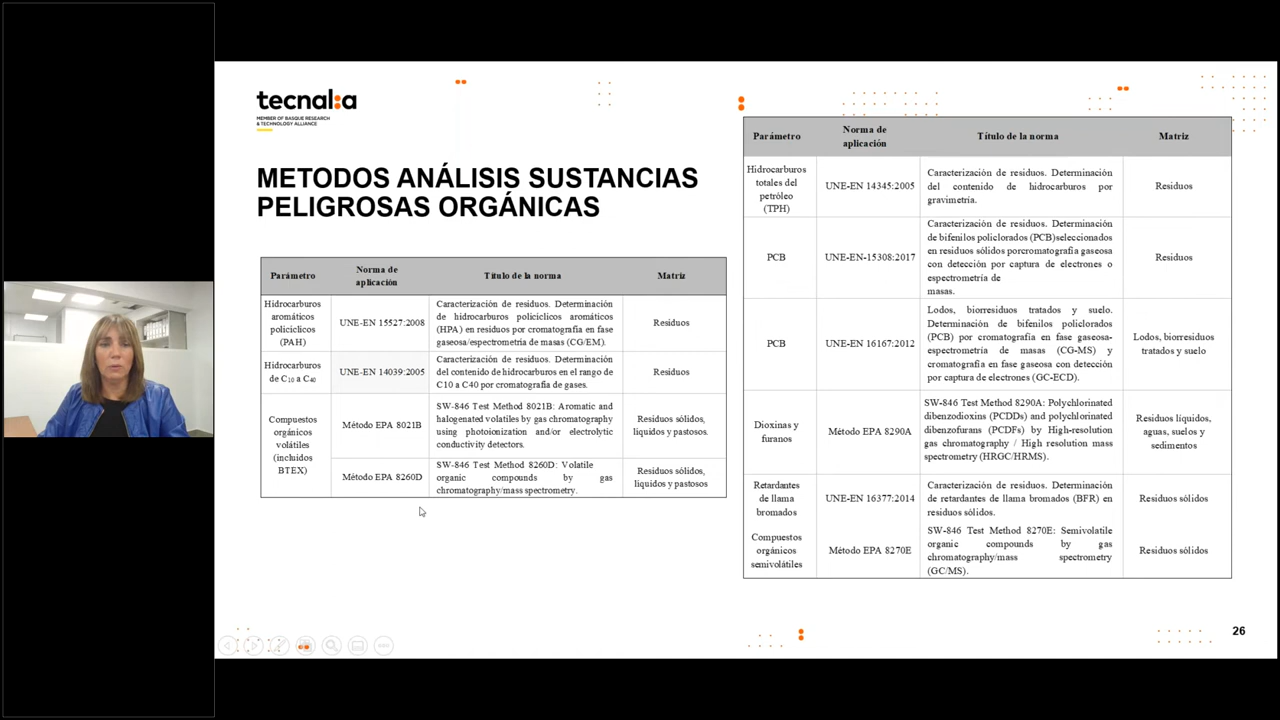 tecnal:a
MEMBER OF BASQUE RESEARCH
& TECHNOLOGY ALLIANCE
METODOS ANÁLISIS SUSTANCIAS
PELIGROSAS ORGÁNICAS
Parámetro
Norma de
aplicación
Título de la norma
Matriz
Hidrocarburos
aromáticos
policíclicos
(PAH)
UNE-EN 15527:2008
Caracterización de residuos. Determinación
de hidrocarburos policíclicos aromáticos
(HPA) en residuos por cromatografía en fase
gaseosa/espectrometría de masas (CG/EM).
Residuos
Hidrocarburos
de C10 a C40
UNE-EN 14039:2005
Caracterización de residuos. Determinación
del contenido de hidrocarburos en el rango de
C10 a C40 por cromatografía de gases.
Residuos
Compuestos
orgánicos
volátiles
(incluidos
BTEX)
Método EPA 8021B
SW-846 Test Method 8021B: Aromatic and
halogenated volatiles by gas chromatography
using photoionization and/or electrolytic
conductivity detectors.
Residuos sólidos,
líquidos y pastosos.
Método EPA 8260D
SW-846 Test Method 8260D: Volatile
organic compounds by gas
chromatography/mass spectrometry.
Residuos sólidos,
líquidos y pastosos
Parámetro
Norma de
aplicación
Título de la norma
Matriz
Hidrocarburos
totales del
petróleo
(TPH)
UNE-EN 14345:2005
Caracterización de residuos. Determinación
del contenido de hidrocarburos por
gravimetría.
Residuos
PCB
UNE-EN-15308:2017
Caracterización de residuos. Determinación
de bifenilos policlorados (PCB)seleccionados
en residuos sólidos porcromatografía gaseosa
con detección por captura de electrones o
espectrometría de
masas.
Residuos
PCB
UNE-EN 16167:2012
Lodos, biorresiduos tratados y suelo.
Determinación de bifenilos policlorados
(PCB) por cromatografía en fase gaseosa-
espectrometría de masas (CG-MS) y
cromatografía en fase gaseosa con detección
por captura de electrones (GC-ECD).
Lodos, biorresiduos
tratados y suelo
Dioxinas y
furanos
Método EPA 8290A
SW-846 Test Method 8290A: Polychlorinated
dibenzodioxins (PCDDs) and polychlorinated
dibenzofurans (PCDFs) by High-resolution
gas chromatography / High resolution mass
spectrometry (HRGC/HRMS).
Residuos líquidos,
aguas, suelos y
sedimentos
Retardantes
de llama
bromados
UNE-EN 16377:2014
Caracterización de residuos. Determinación
de retardantes de llama bromados (BFR) en
residuos sólidos.
Residuos sólidos
Compuestos
orgánicos
semivolátiles
Método EPA 8270E
SW-846 Test Method 8270E: Semivolatile
organic compounds by gas
chromatography/mass spectrometry
(GC/MS).
Residuos sólidos
26